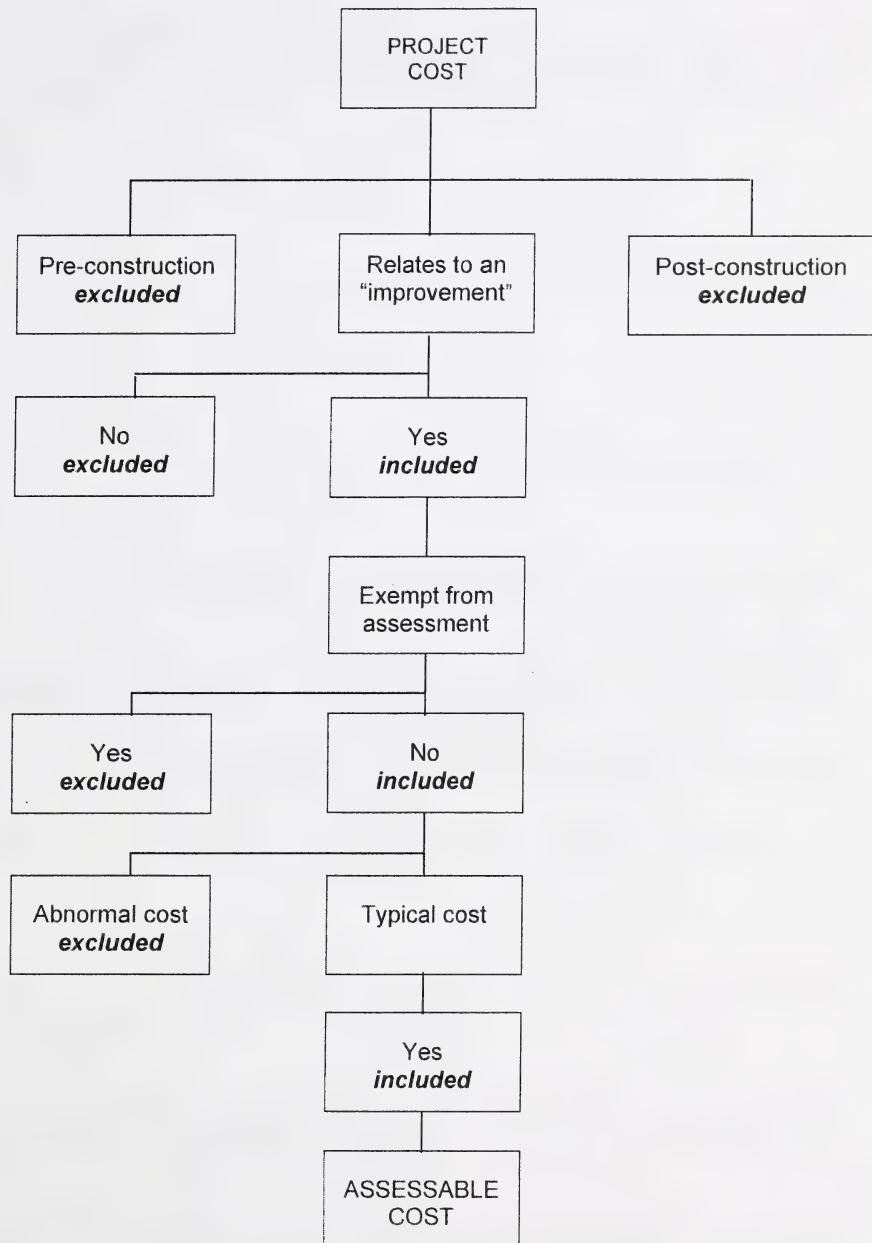 PROJECT
COST
Pre-construction
excluded
Relates to an
“improvement”
Post-construction
excluded
No
excluded
Yes
included
Exempt from
assessment
Yes
excluded
No
included
Abnormal cost
excluded
Typical cost
Yes
included
ASSESSABLE
COST